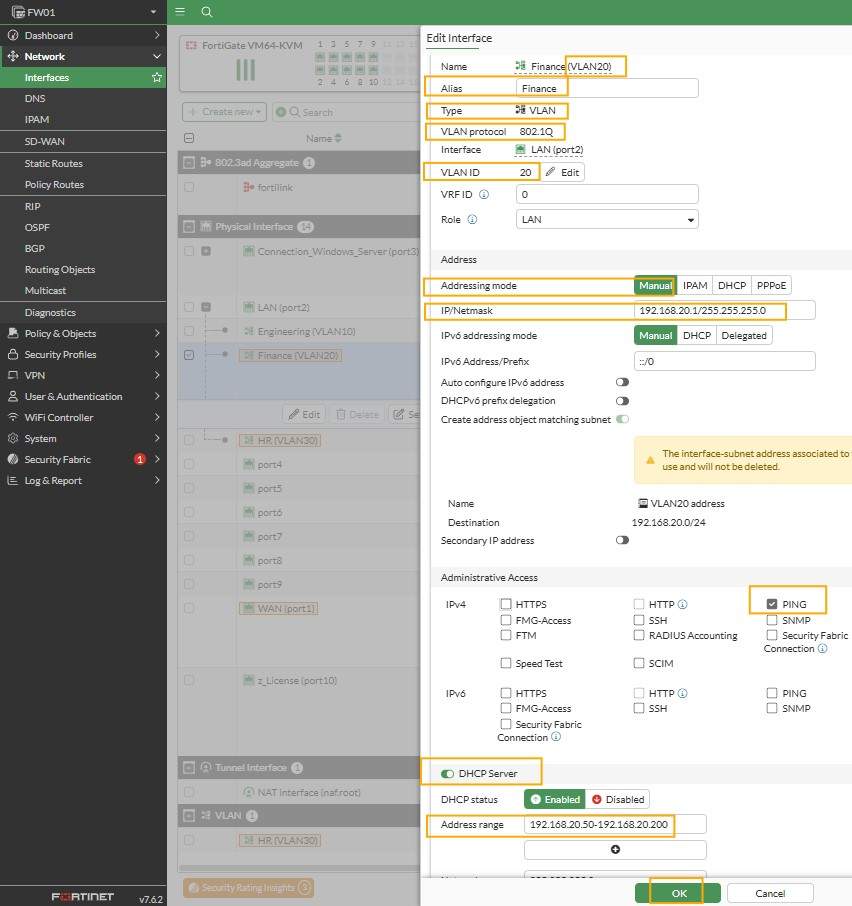 FW01
Dashboard
Network
Interfaces
DNS
IPAM
SD-WAN
Static Routes
Policy Routes
RIP
OSPF
BGP
Routing Objects
Multicast
Diagnostics
Policy & Objects
Security Profiles
VPN
User & Authentication
WiFi Controller
System
Security Fabric 1
Log & Report
FORTINET v7.6.2
FortiGate VM64-KVM
1 3 5 7 9 11 13 15
2 4 6 8 10 12 14 16
Create new
Search
Name
802.3ad Aggregate 1
fortilink
Physical Interface 14
Connection_Windows_Server (port3)
LAN (port2)
Engineering (VLAN10)
Finance (VLAN20)
Edit Delete
HR (VLAN30)
port4
port5
port6
port7
port8
port9
WAN (port1)
z_License (port10)
Tunnel Interface 1
NAT interface (naf.root)
VLAN 1
HR (VLAN30)
Security Rating Insights 3
Edit Interface
Name Finance (VLAN20)
Alias Finance
Type VLAN
VLAN protocol 802.1Q
Interface LAN (port2)
VLAN ID 20 Edit
VRF ID 0
Role LAN
Address
Addressing mode Manual IPAM DHCP PPPoE
IP/Netmask 192.168.20.1/255.255.255.0
IPv6 addressing mode Manual DHCP Delegated
IPv6 Address/Prefix ::/0
Auto configure IPv6 address
DHCPv6 prefix delegation
Create address object matching subnet
The interface-subnet address associated to
use and will not be deleted.
Name VLAN20 address
Destination 192.168.20.0/24
Secondary IP address
Administrative Access
IPv4 HTTPS HTTP PING
FMG-Access SSH SNMP
FTM RADIUS Accounting Security Fabric
Connection
Speed Test SCIM
IPv6 HTTPS HTTP PING
FMG-Access SSH SNMP
Security Fabric
Connection
DHCP Server
DHCP status Enabled Disabled
Address range 192.168.20.50-192.168.20.200
OK Cancel